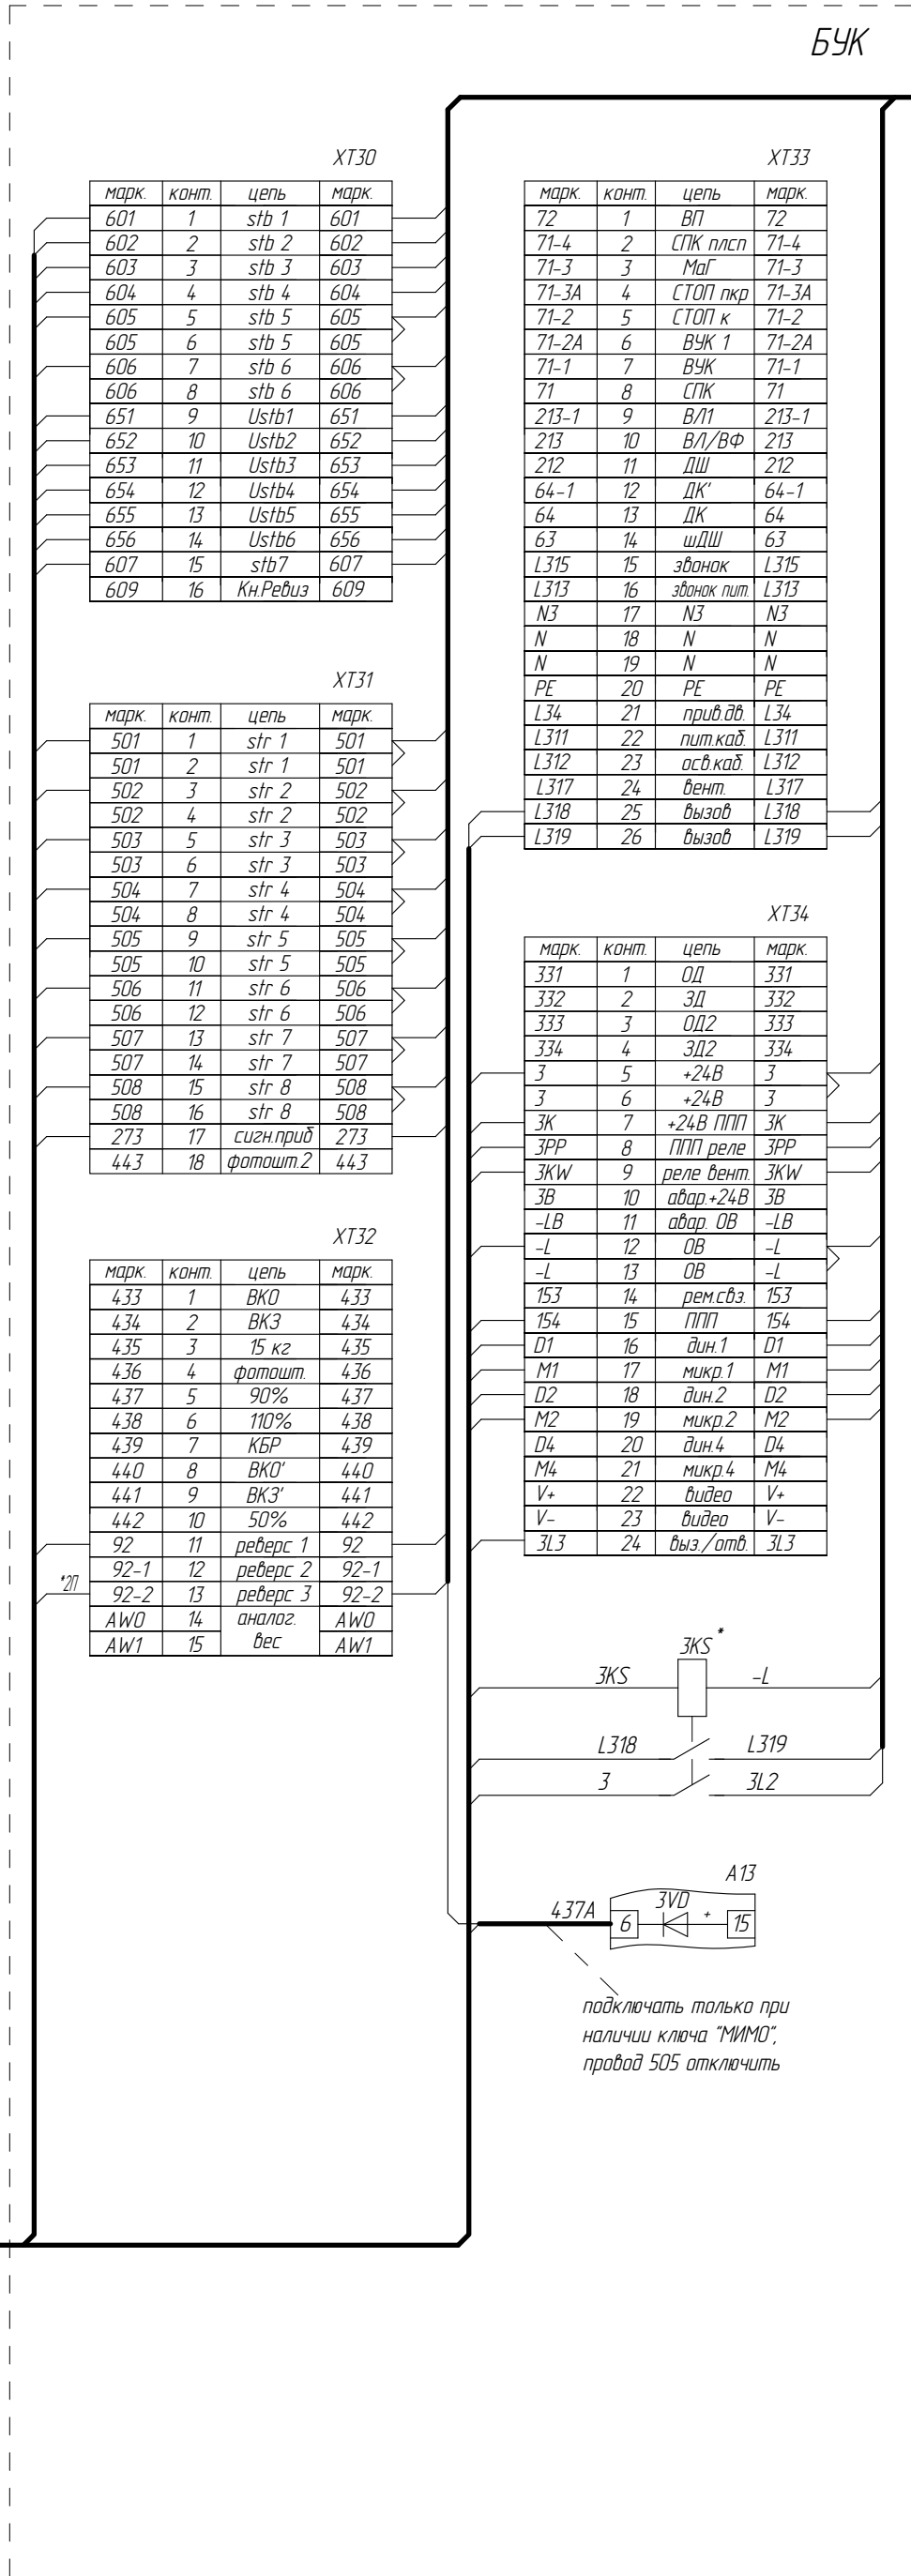 БУК
XT30
марк. конт. цепь марк.
601 1 stb 1 601
602 2 stb 2 602
603 3 stb 3 603
604 4 stb 4 604
605 5 stb 5 605
605 6 stb 5 605
606 7 stb 6 606
606 8 stb 6 606
651 9 Ustb1 651
652 10 Ustb2 652
653 11 Ustb3 653
654 12 Ustb4 654
655 13 Ustb5 655
656 14 Ustb6 656
607 15 stb7 607
609 16 Кн.Ревиз 609
XT31
марк. конт. цепь марк.
501 1 str 1 501
501 2 str 1 501
502 3 str 2 502
502 4 str 2 502
503 5 str 3 503
503 6 str 3 503
504 7 str 4 504
504 8 str 4 504
505 9 str 5 505
505 10 str 5 505
506 11 str 6 506
506 12 str 6 506
507 13 str 7 507
507 14 str 7 507
508 15 str 8 508
508 16 str 8 508
273 17 сигн.приб 273
443 18 фотошт.2 443
XT32
марк. конт. цепь марк.
433 1 ВКО 433
434 2 ВКЗ 434
435 3 15 кг 435
436 4 фотошт. 436
437 5 90% 437
438 6 110% 438
439 7 КБР 439
440 8 ВКО' 440
441 9 ВКЗ' 441
442 10 50% 442
92 11 реверс 1 92
92-1 12 реверс 2 92-1
*2П 92-2 13 реверс 3 92-2
AW0 14 аналог. AW0
AW1 15 вес AW1
XT33
марк. конт. цепь марк.
72 1 ВП 72
71-4 2 СПК плсп 71-4
71-3 3 МаГ 71-3
71-3А 4 СТОП пкр 71-3А
71-2 5 СТОП к 71-2
71-2А 6 ВУК 1 71-2А
71-1 7 ВУК 71-1
71 8 СПК 71
213-1 9 ВЛ1 213-1
213 10 ВЛ/ВФ 213
212 11 ДШ 212
64-1 12 ДК' 64-1
64 13 ДК 64
63 14 шДШ 63
L315 15 звонок L315
L313 16 звонок пит. L313
N3 17 N3 N3
N 18 N N
N 19 N N
PE 20 PE PE
L34 21 прив.дв. L34
L311 22 пит.каб. L311
L312 23 осв.каб. L312
L317 24 вент. L317
L318 25 вызов L318
L319 26 вызов L319
XT34
марк. конт. цепь марк.
331 1 ОД 331
332 2 ЗД 332
333 3 ОД2 333
334 4 ЗД2 334
3 5 +24В 3
3 6 +24В 3
3K 7 +24В ППП 3K
3PP 8 ППП реле 3PP
3KW 9 реле вент. 3KW
3B 10 авар.+24В 3B
-LB 11 авар. 0В -LB
-L 12 0В -L
-L 13 0В -L
153 14 рем.свз. 153
154 15 ППП 154
D1 16 дин.1 D1
M1 17 микр.1 M1
D2 18 дин.2 D2
M2 19 микр.2 M2
D4 20 дин.4 D4
M4 21 микр.4 M4
V+ 22 видео V+
V- 23 видео V-
3L3 24 выз./отв. 3L3
3KS *
3KS -L
L318 L319
3 3L2
A13
437A 6 3VD + 15
подключать только при
наличии ключа "МИМО",
провод 505 отключить